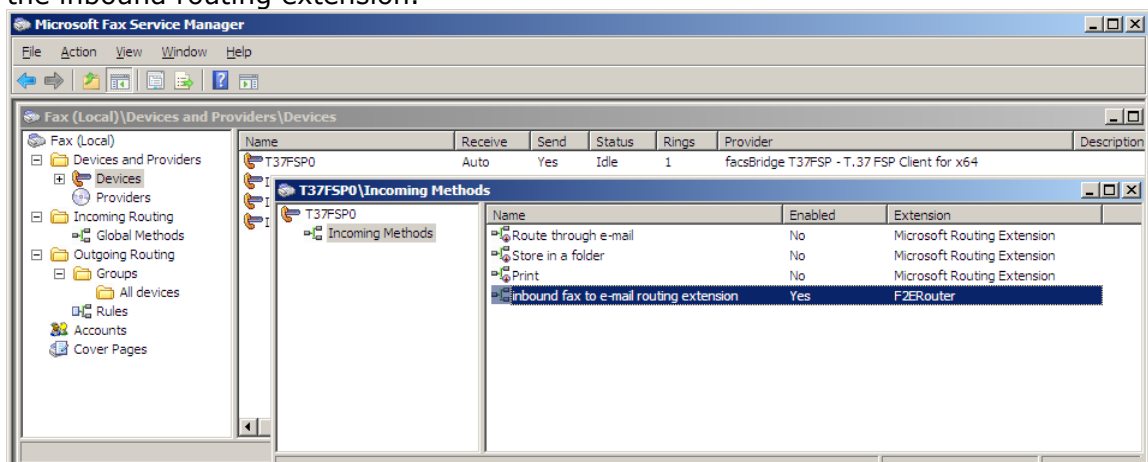 the inbound routing extension.
Microsoft Fax Service Manager
File Action View Window Help
Fax (Local)\Devices and Providers\Devices
Fax (Local)
Devices and Providers
Devices
Providers
Incoming Routing
Global Methods
Outgoing Routing
Groups
All devices
Rules
Accounts
Cover Pages
Name Receive Send Status Rings Provider Description
T37FSP0 Auto Yes Idle 1 facsBridge T37FSP - T.37 FSP Client for x64
T37FSP0\Incoming Methods
T37FSP0
Incoming Methods
Name Enabled Extension
Route through e-mail No Microsoft Routing Extension
Store in a folder No Microsoft Routing Extension
Print No Microsoft Routing Extension
inbound fax to e-mail routing extension Yes F2ERouter